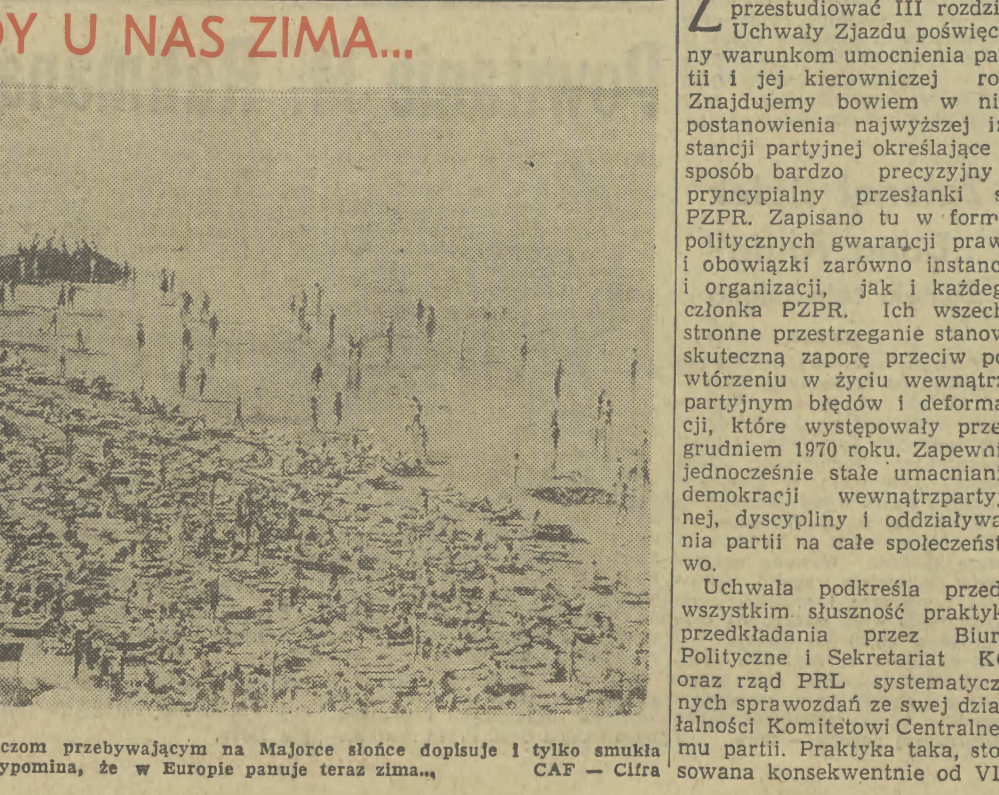 DY U NAS ZIMA...
czom przebywającym na Majorce słońce dopisuje i tylko smukła
ypomina, że w Europie panuje teraz zima...
CAF — Cifra
Z przestudiować III rozdzi
Uchwały Zjazdu poświęc
ny warunkom umocnienia pa
tii i jej kierowniczej ro
Znajdujemy bowiem w ni
postanowienia najwyższej i
stancji partyjnej określające
sposób bardzo precyzyjny
pryncypialny przesłanki s
PZPR. Zapisano tu w form
politycznych gwarancji praw
i obowiązki zarówno instanc
i organizacji, jak i każdeg
członka PZPR. Ich wszech
stronne przestrzeganie stanow
skuteczną zaporę przeciw po
wtórzeniu w życiu wewnątrz
partyjnym błędów i deforma
cji, które występowały prze
grudniem 1970 roku. Zapewni
jednocześnie stałe umacniani
demokracji wewnątrzpartyj
nej, dyscypliny i oddziaływa
nia partii na całe społeczeńst
wo.
Uchwała podkreśla przed
wszystkim słuszność praktyk
przedkładania przez Biur
Polityczne i Sekretariat KC
oraz rząd PRL systematycz
nych sprawozdań ze swej dzia
łalności Komitetowi Centralne
mu partii. Praktyka taka, sto
sowana konsekwentnie od VI